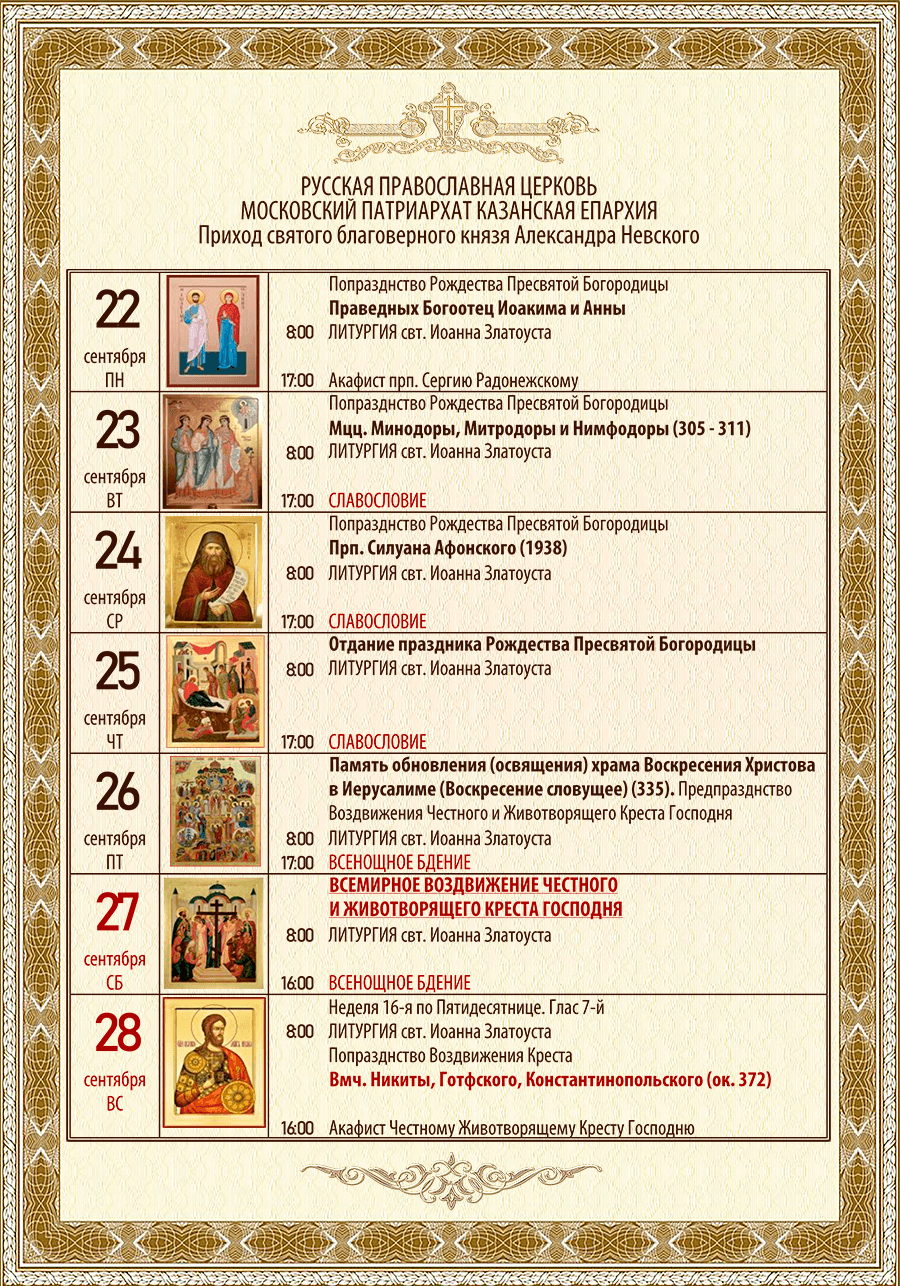 РУССКАЯ ПРАВОСЛАВНАЯ ЦЕРКОВЬ
МОСКОВСКИЙ ПАТРИАРХАТ КАЗАНСКАЯ ЕПАРХИЯ
Приход святого благоверного князя Александра Невского
22
сентября
ПН
Попразднство Рождества Пресвятой Богородицы
Праведных Богоотец Иоакима и Анны
8:00 ЛИТУРГИЯ свт. Иоанна Златоуста
17:00 Акафист прп. Сергию Радонежскому
23
сентября
ВТ
Попразднство Рождества Пресвятой Богородицы
Мцц. Минодоры, Митродоры и Нимфодоры (305 - 311)
8:00 ЛИТУРГИЯ свт. Иоанна Златоуста
17:00 СЛАВОСЛОВИЕ
24
сентября
СР
Попразднство Рождества Пресвятой Богородицы
Прп. Силуана Афонского (1938)
8:00 ЛИТУРГИЯ свт. Иоанна Златоуста
17:00 СЛАВОСЛОВИЕ
25
сентября
ЧТ
Отдание праздника Рождества Пресвятой Богородицы
8:00 ЛИТУРГИЯ свт. Иоанна Златоуста
17:00 СЛАВОСЛОВИЕ
26
сентября
ПТ
Память обновления (освящения) храма Воскресения Христова
в Иерусалиме (Воскресение словущее) (335). Предпразднство
Воздвижения Честного и Животворящего Креста Господня
8:00 ЛИТУРГИЯ свт. Иоанна Златоуста
17:00 ВСЕНОЩНОЕ БДЕНИЕ
27
сентября
СБ
ВСЕМИРНОЕ ВОЗДВИЖЕНИЕ ЧЕСТНОГО
И ЖИВОТВОРЯЩЕГО КРЕСТА ГОСПОДНЯ
8:00 ЛИТУРГИЯ свт. Иоанна Златоуста
16:00 ВСЕНОЩНОЕ БДЕНИЕ
28
сентября
ВС
Неделя 16-я по Пятидесятнице. Глас 7-й
8:00 ЛИТУРГИЯ свт. Иоанна Златоуста
Попразднство Воздвижения Креста
Вмч. Никиты, Готфского, Константинопольского (ок. 372)
16:00 Акафист Честному Животворящему Кресту Господню